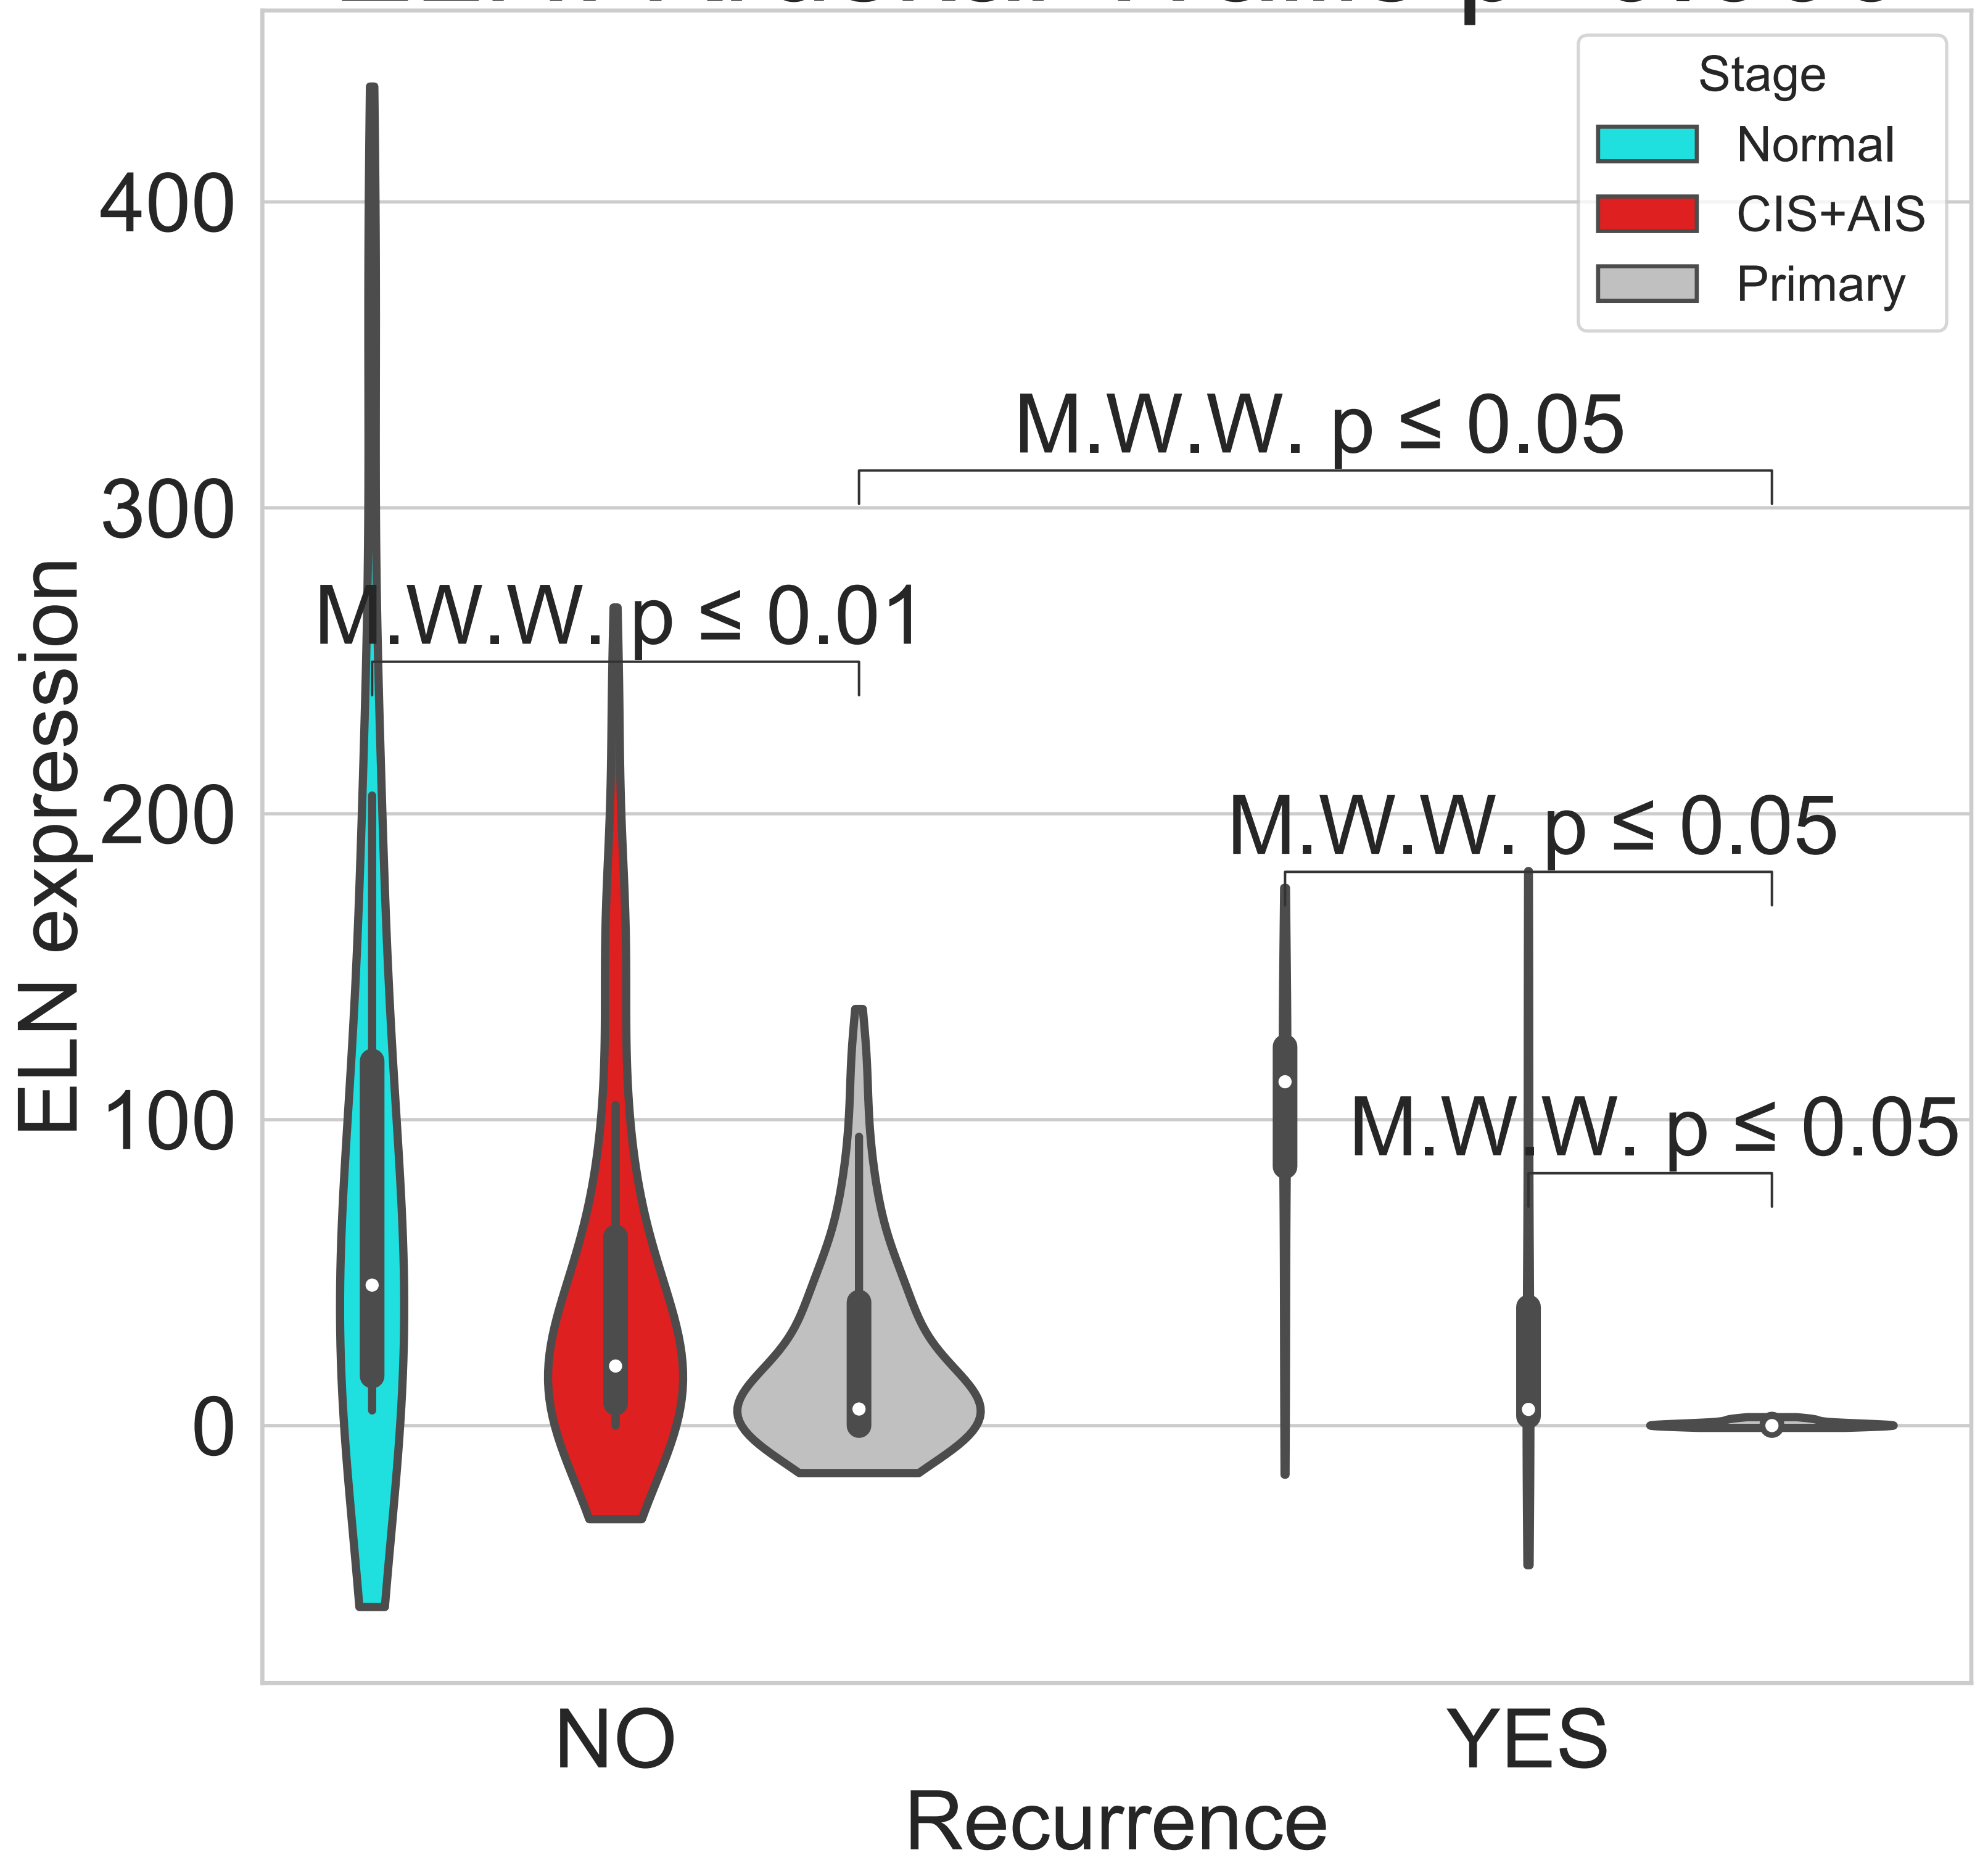 Stage
Normal
CIS+AIS
Primary
400
300
200
100
0
ELN expression
M.W.W. p ≤ 0.05
M.W.W. p ≤ 0.01
M.W.W. p ≤ 0.05
M.W.W. p ≤ 0.05
NO
YES
Recurrence